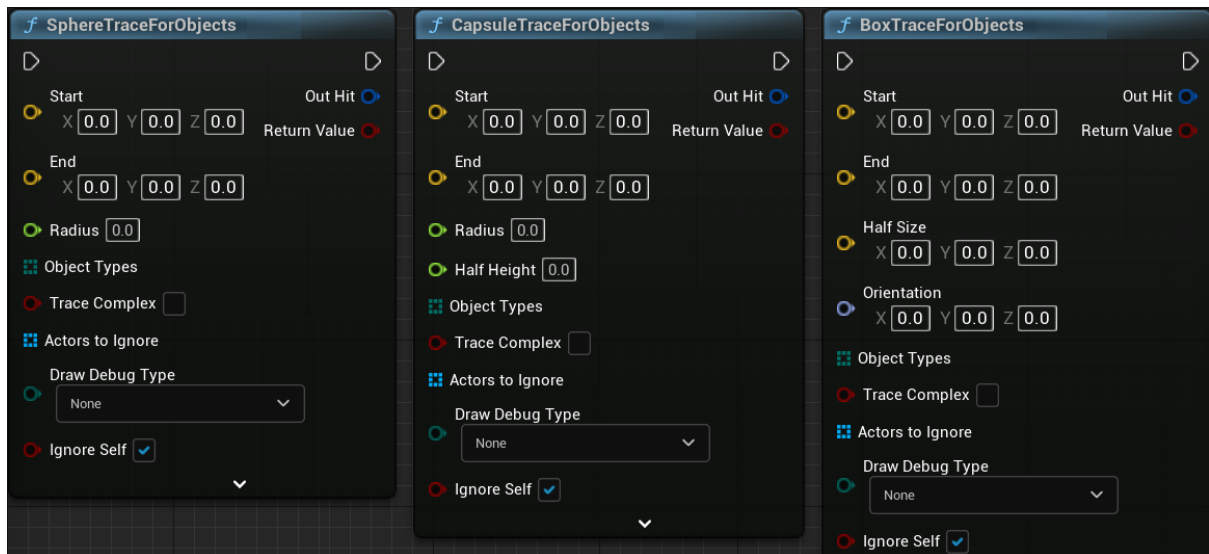 f SphereTraceForObjects
Start
Out Hit
X 0.0 Y 0.0 Z 0.0
Return Value
End
X 0.0 Y 0.0 Z 0.0
Radius 0.0
Object Types
Trace Complex
Actors to Ignore
Draw Debug Type
None
Ignore Self
f CapsuleTraceForObjects
Start
Out Hit
X 0.0 Y 0.0 Z 0.0
Return Value
End
X 0.0 Y 0.0 Z 0.0
Radius 0.0
Half Height 0.0
Object Types
Trace Complex
Actors to Ignore
Draw Debug Type
None
Ignore Self
f BoxTraceForObjects
Start
Out Hit
X 0.0 Y 0.0 Z 0.0
Return Value
End
X 0.0 Y 0.0 Z 0.0
Half Size
X 0.0 Y 0.0 Z 0.0
Orientation
X 0.0 Y 0.0 Z 0.0
Object Types
Trace Complex
Actors to Ignore
Draw Debug Type
None
Ignore Self